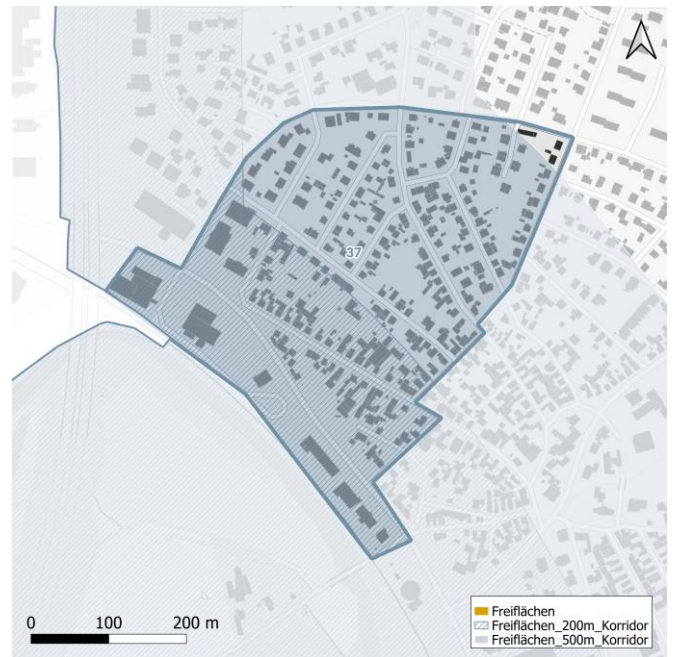 37
0 100 200 m
Freiflächen
Freiflächen_200m_Korridor
Freiflächen_500m_Korridor